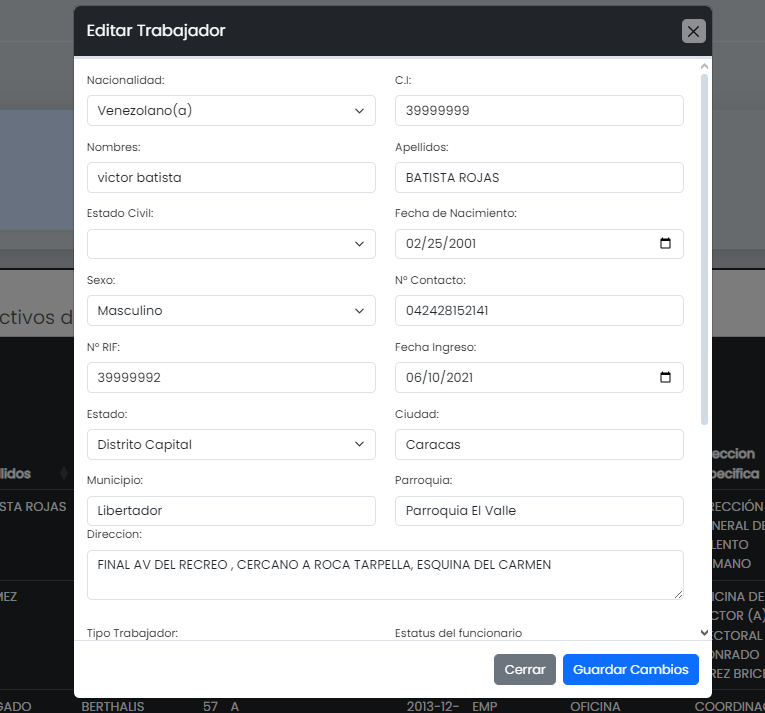 Editar Trabajador
Nacionalidad: C.I:
Venezolano(a) 39999999
Nombres: Apellidos:
victor batista BATISTA ROJAS
Estado Civil: Fecha de Nacimiento:
02/25/2001
Sexo: N° Contacto:
Masculino 042428152141
N° RIF: Fecha Ingreso:
39999992 06/10/2021
ctivos d
Estado: Ciudad:
Distrito Capital Caracas
llidos eccion
pecifica
Municipio: Parroquia:
Libertador Parroquia El Valle
STA ROJAS RECCIÓN
NERAL DE
Direccion:
LENTO
FINAL AV DEL RECREO , CERCANO A ROCA TARPELLA, ESQUINA DEL CARMEN
MANO
MEZ ICINA DE
CTOR (A)
Tipo Trabajador: Estatus del funcionario
ECTORAL
ONRADO
Cerrar Guardar Cambios
REZ BRIC
GADO BERTHALIS 57 A 2013-12- EMP OFICINA COORDINAC